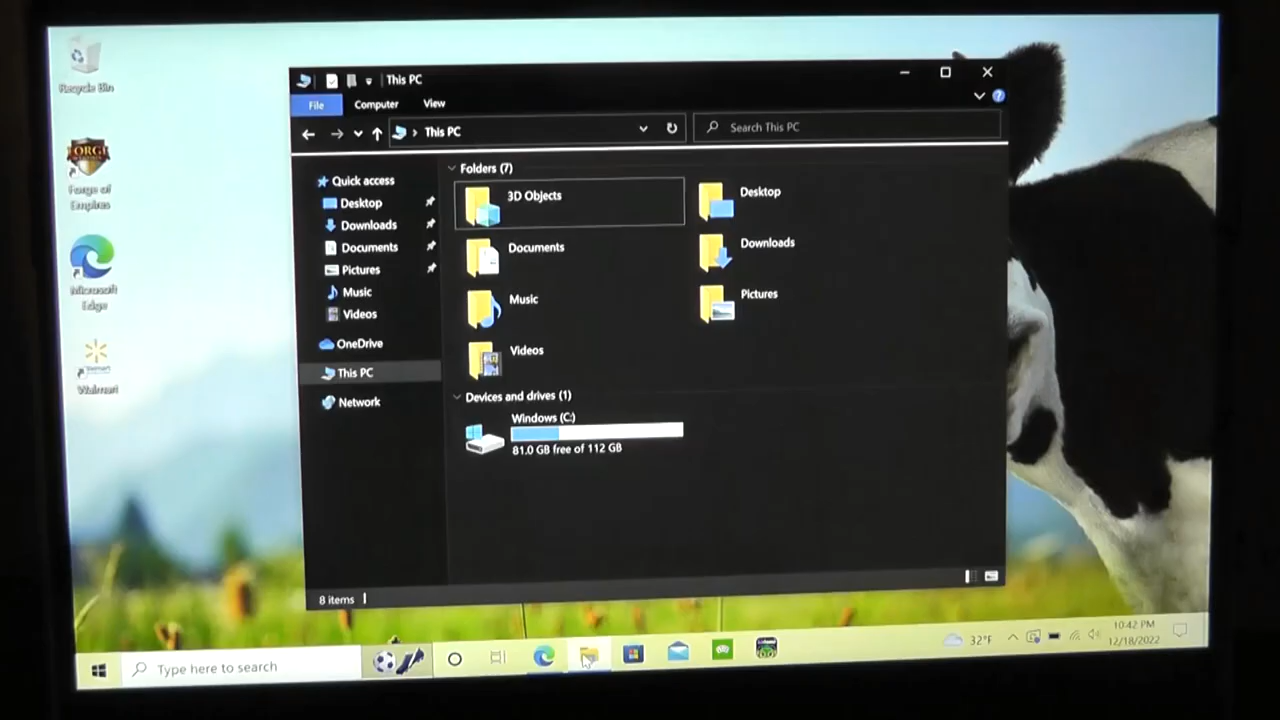 Recycle Bin
FORGE
Forge of
Empires
Microsoft
Edge
Walmart
Walmart
This PC
File Computer View
This PC
Search This PC
Quick access
Desktop
Downloads
Documents
Pictures
Music
Videos
OneDrive
This PC
Network
Folders (7)
3D Objects
Desktop
Documents
Downloads
Music
Pictures
Videos
Devices and drives (1)
Windows (C:)
81.0 GB free of 112 GB
8 items
Type here to search
32°F
10:42 PM
12/18/2022